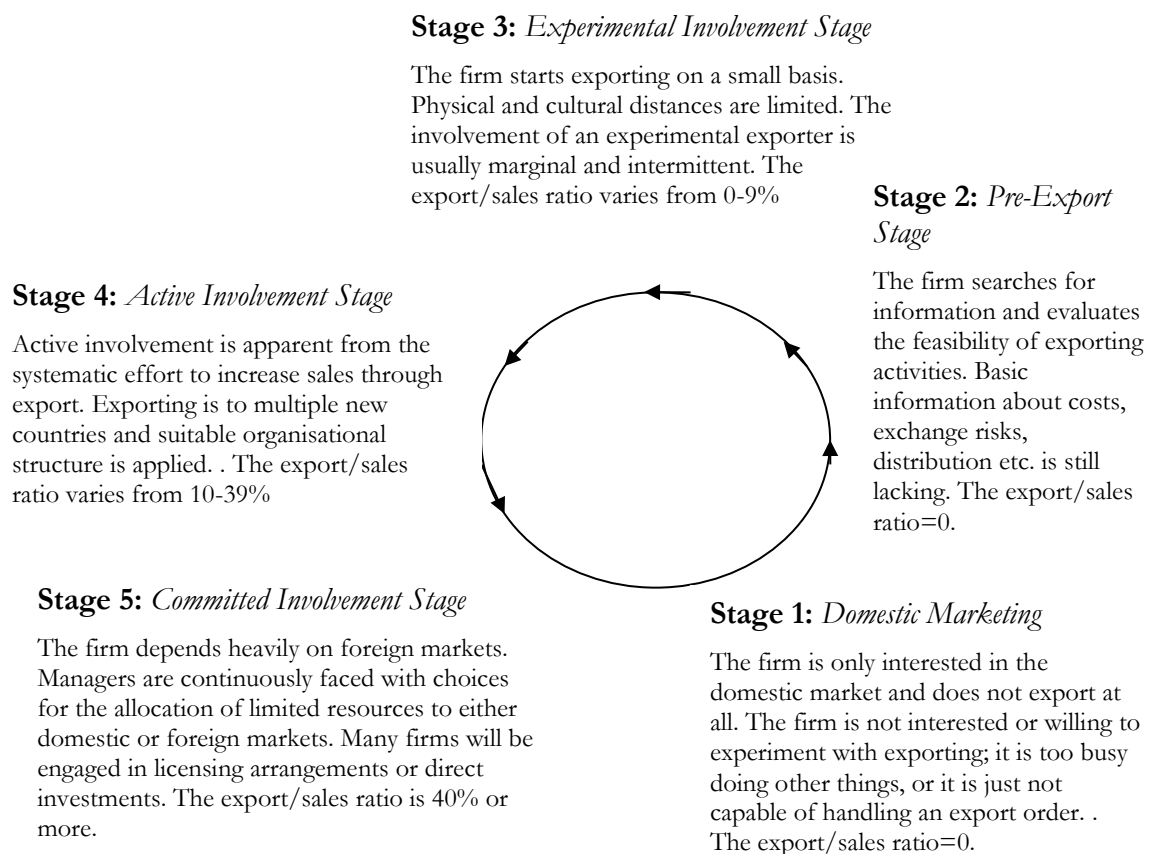 Stage 3: Experimental Involvement Stage
The firm starts exporting on a small basis.
Physical and cultural distances are limited. The
involvement of an experimental exporter is
usually marginal and intermittent. The
export/sales ratio varies from 0-9%
Stage 2: Pre-Export
Stage
The firm searches for
information and evaluates
the feasibility of exporting
activities. Basic
information about costs,
exchange risks,
distribution etc. is still
lacking. The export/sales
ratio=0.
Stage 4: Active Involvement Stage
Active involvement is apparent from the
systematic effort to increase sales through
export. Exporting is to multiple new
countries and suitable organisational
structure is applied. . The export/sales
ratio varies from 10-39%
Stage 5: Committed Involvement Stage
The firm depends heavily on foreign markets.
Managers are continuously faced with choices
for the allocation of limited resources to either
domestic or foreign markets. Many firms will be
engaged in licensing arrangements or direct
investments. The export/sales ratio is 40% or
more.
Stage 1: Domestic Marketing
The firm is only interested in the
domestic market and does not export at
all. The firm is not interested or willing to
experiment with exporting; it is too busy
doing other things, or it is just not
capable of handling an export order. .
The export/sales ratio=0.